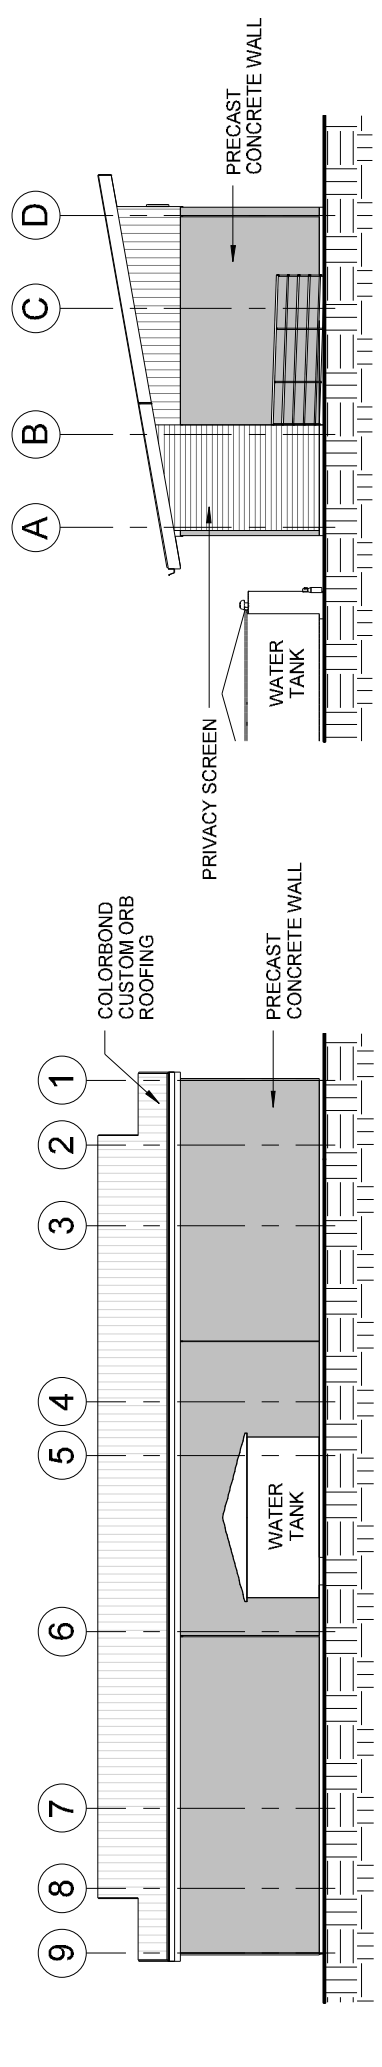 9
8
7
6
5
4
3
2
1
COLORBOND
CUSTOM ORB
ROOFING
WATER
TANK
PRECAST
CONCRETE WALL
A
B
C
D
PRIVACY SCREEN
WATER
TANK
PRECAST
CONCRETE WALL